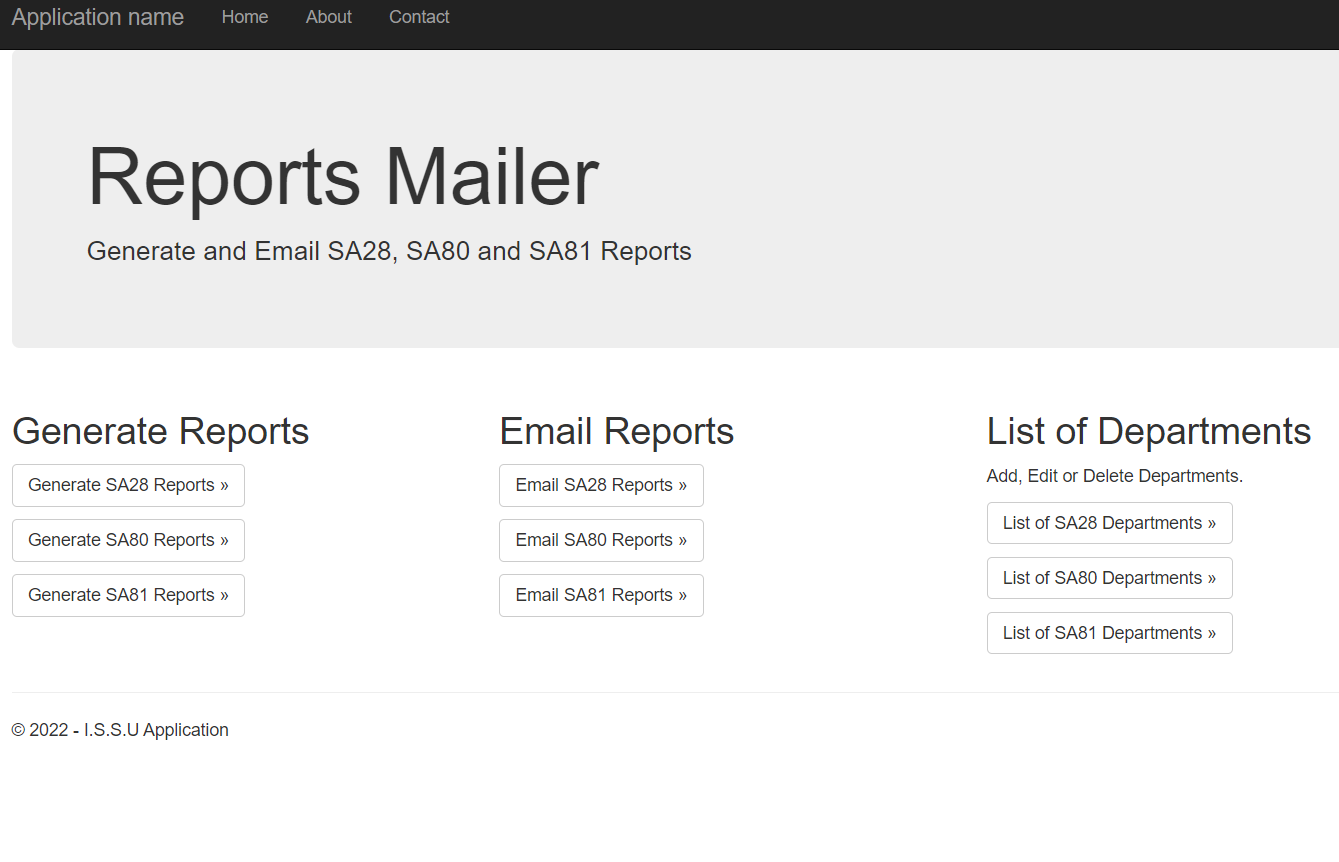 Application name Home About Contact
Reports Mailer
Generate and Email SA28, SA80 and SA81 Reports
Generate Reports
Generate SA28 Reports »
Generate SA80 Reports »
Generate SA81 Reports »
Email Reports
Email SA28 Reports »
Email SA80 Reports »
Email SA81 Reports »
List of Departments
Add, Edit or Delete Departments.
List of SA28 Departments »
List of SA80 Departments »
List of SA81 Departments »
© 2022 - I.S.S.U Application